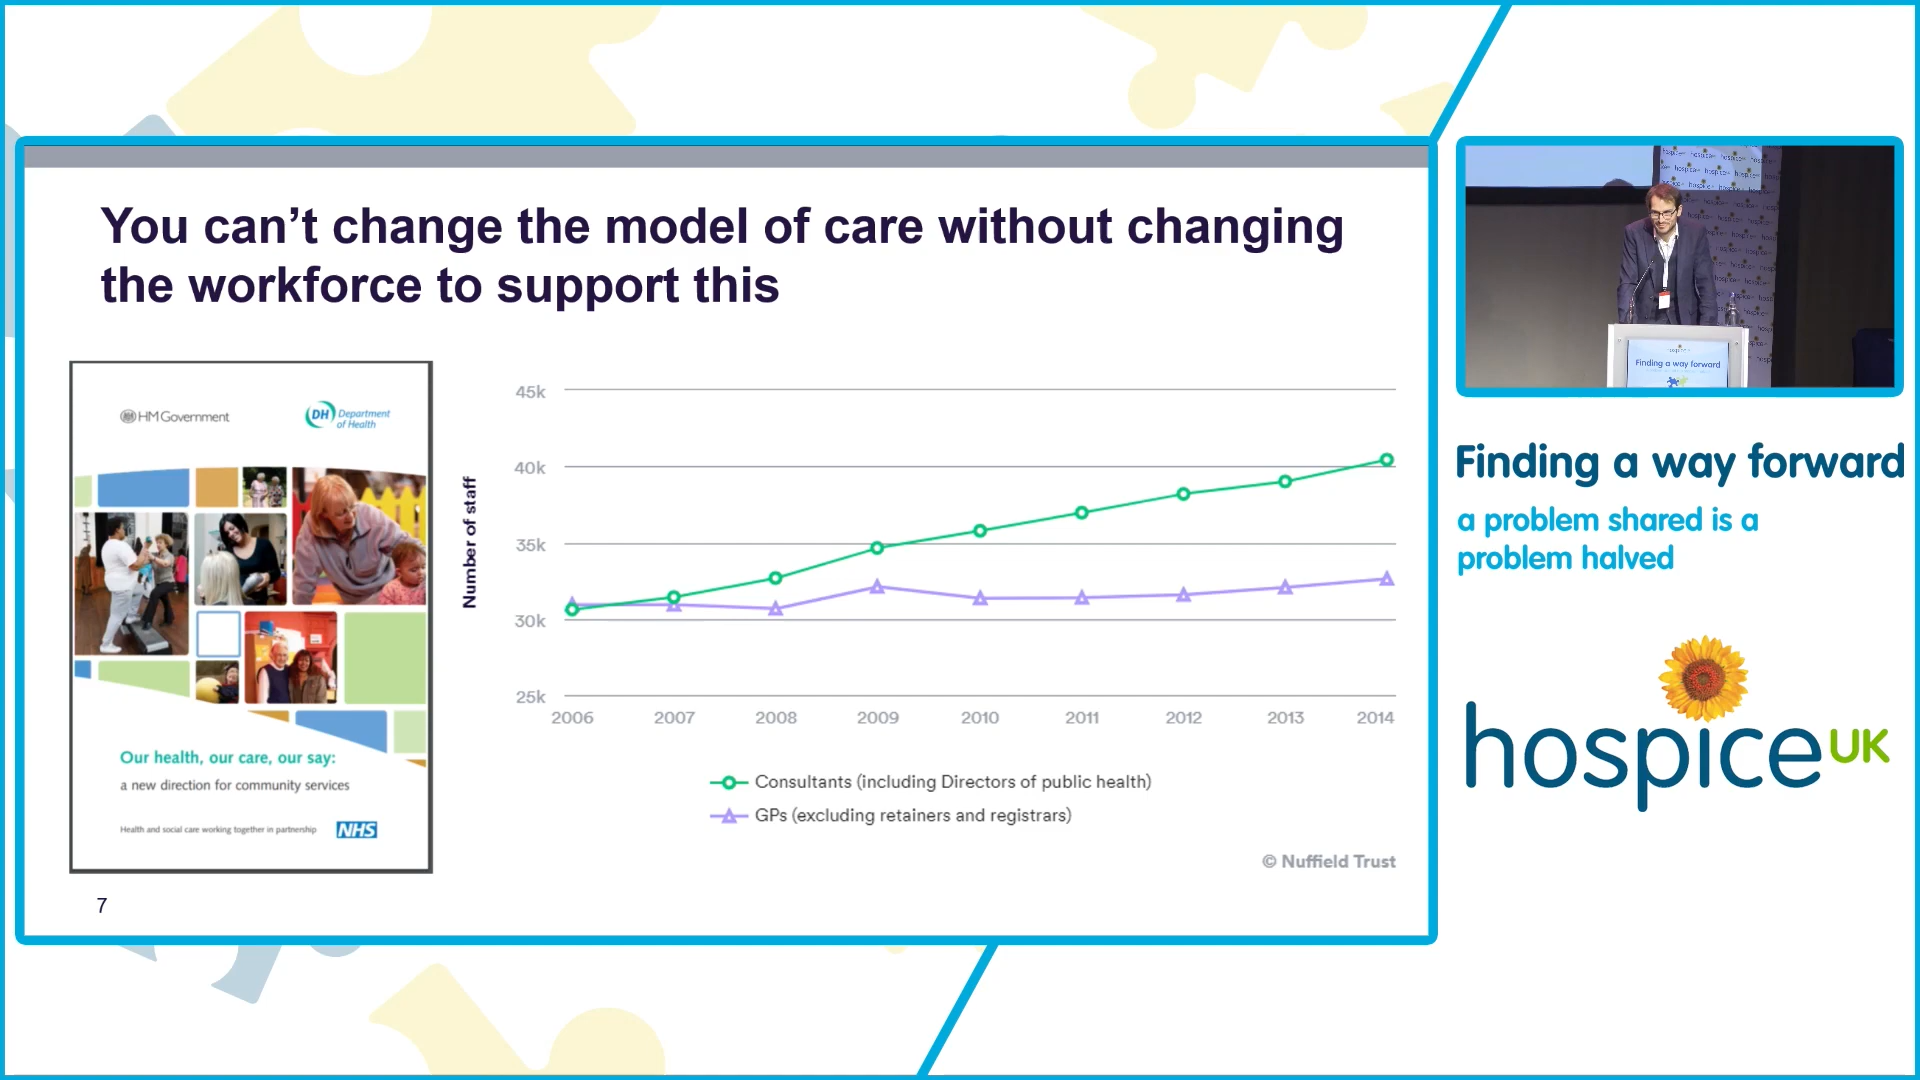 You can’t change the model of care without changing
the workforce to support this
HM Government
DH Department
of Health
Our health, our care, our say:
a new direction for community services
Health and social care working together in partnership
NHS
Number of staff
45k
40k
35k
30k
25k
2006 2007 2008 2009 2010 2011 2012 2013 2014
Consultants (including Directors of public health)
GPs (excluding retainers and registrars)
© Nuffield Trust
7
hospice
Finding a way forward
Finding a way forward
a problem shared is a
problem halved
hospice UK